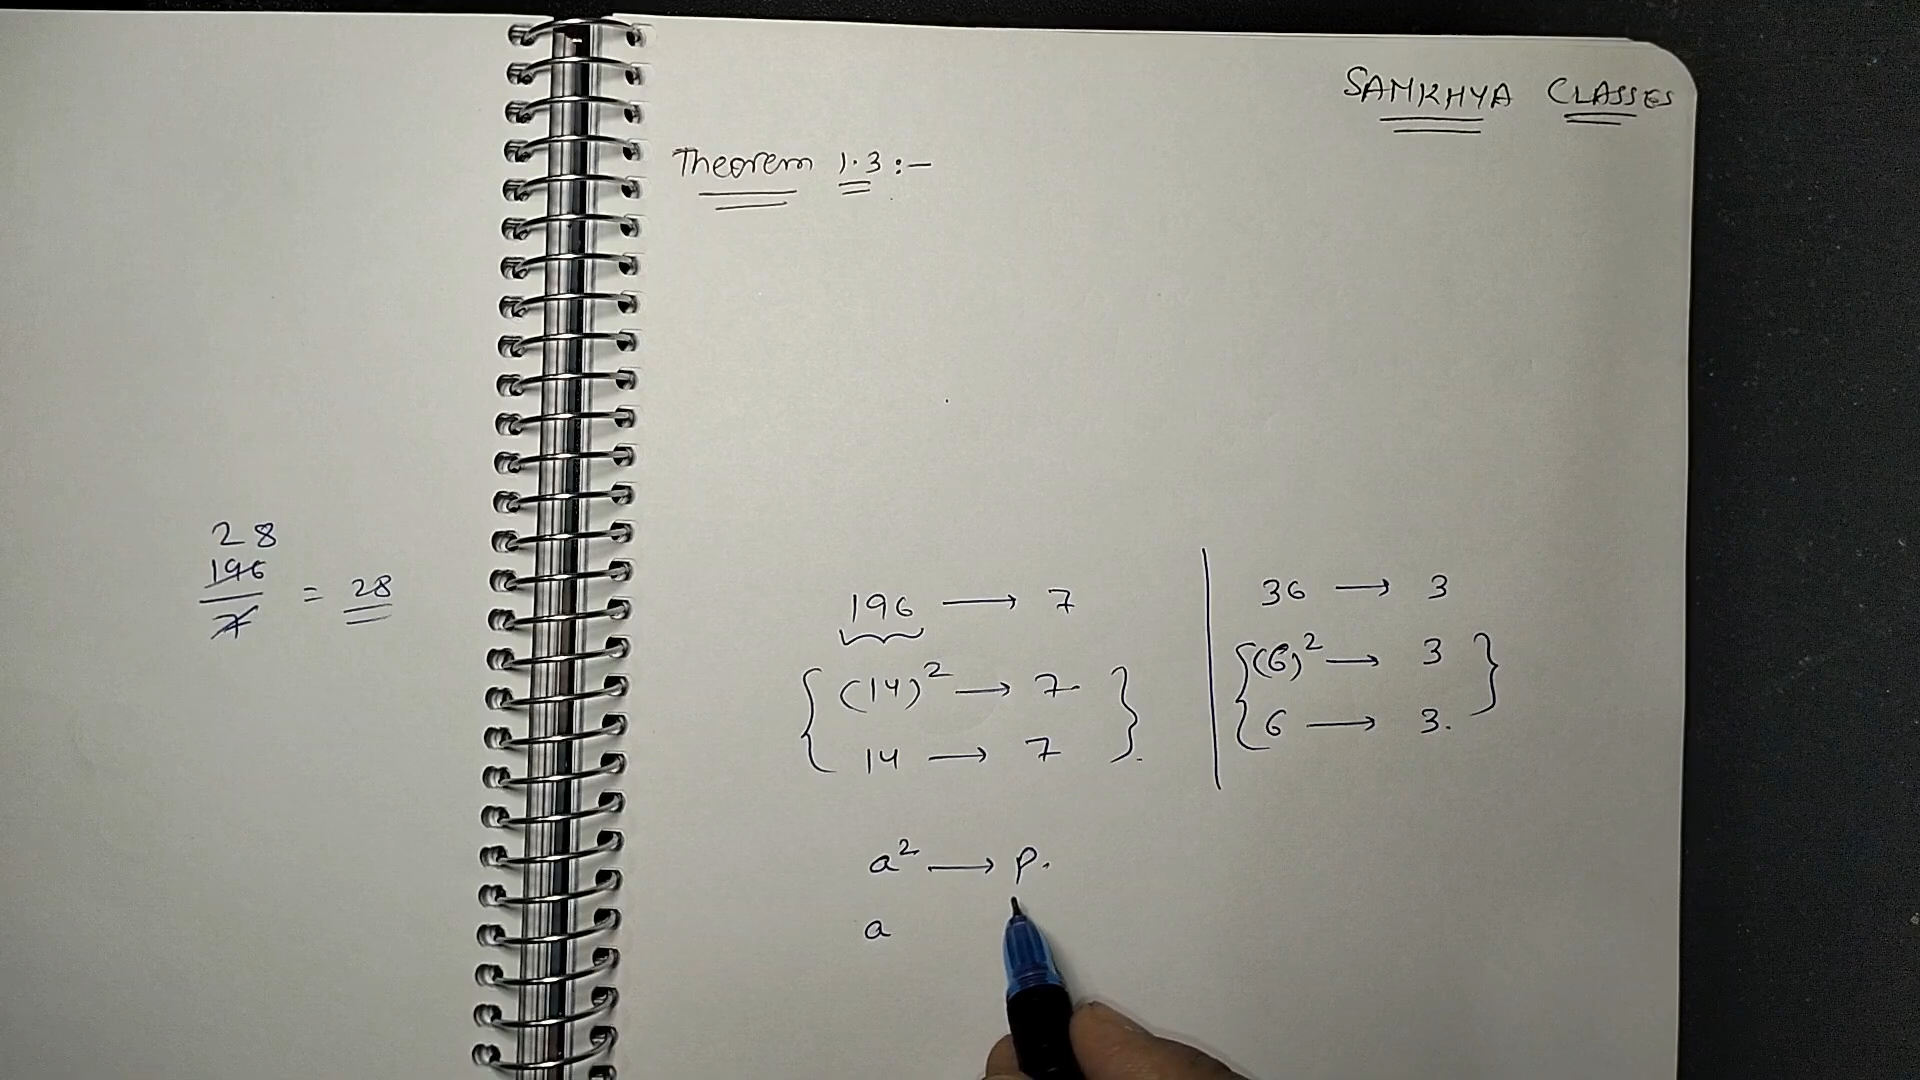 SAMKHYA CLASSES
Theorem 1.3 :-
28
196
7
= 28
196 → 7
{ (14)² → 7. }
14 → 7 .
36 → 3
{ (6)² → 3 }
6 → 3.
a² → p.
a